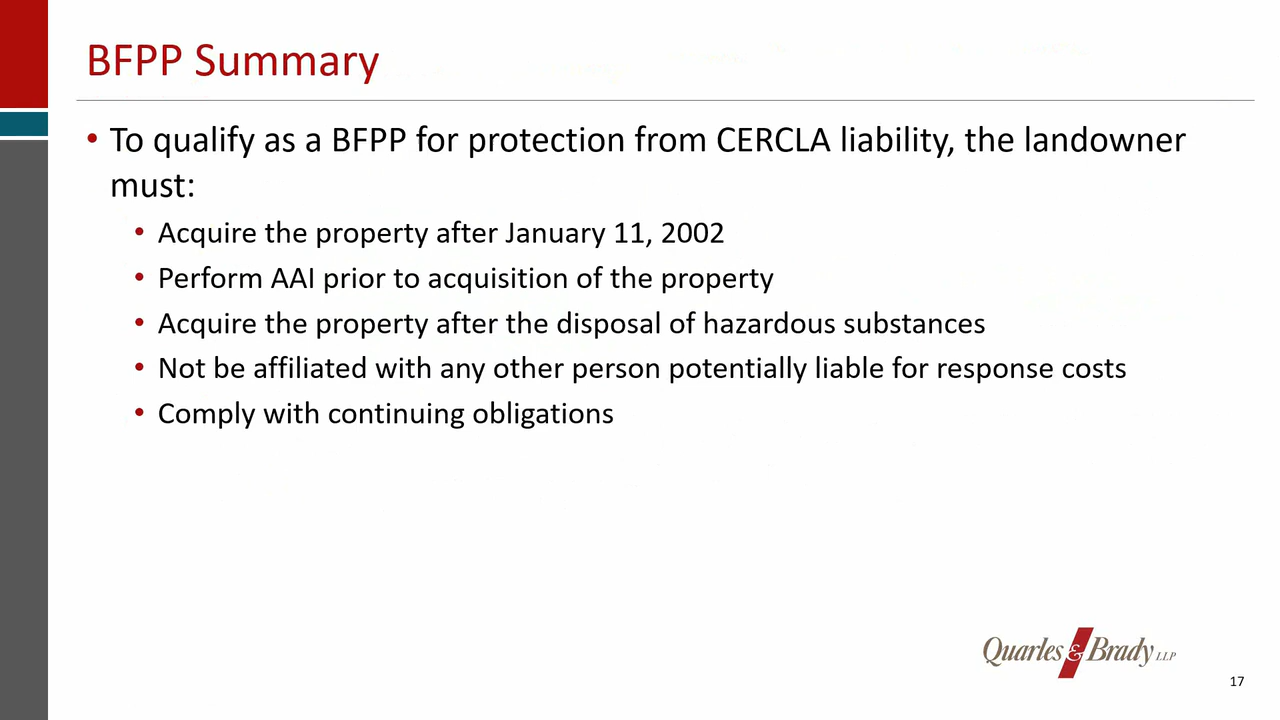 BFPP Summary
• To qualify as a BFPP for protection from CERCLA liability, the landowner
must:
• Acquire the property after January 11, 2002
• Perform AAI prior to acquisition of the property
• Acquire the property after the disposal of hazardous substances
• Not be affiliated with any other person potentially liable for response costs
• Comply with continuing obligations
Quarles & Brady LLP
17